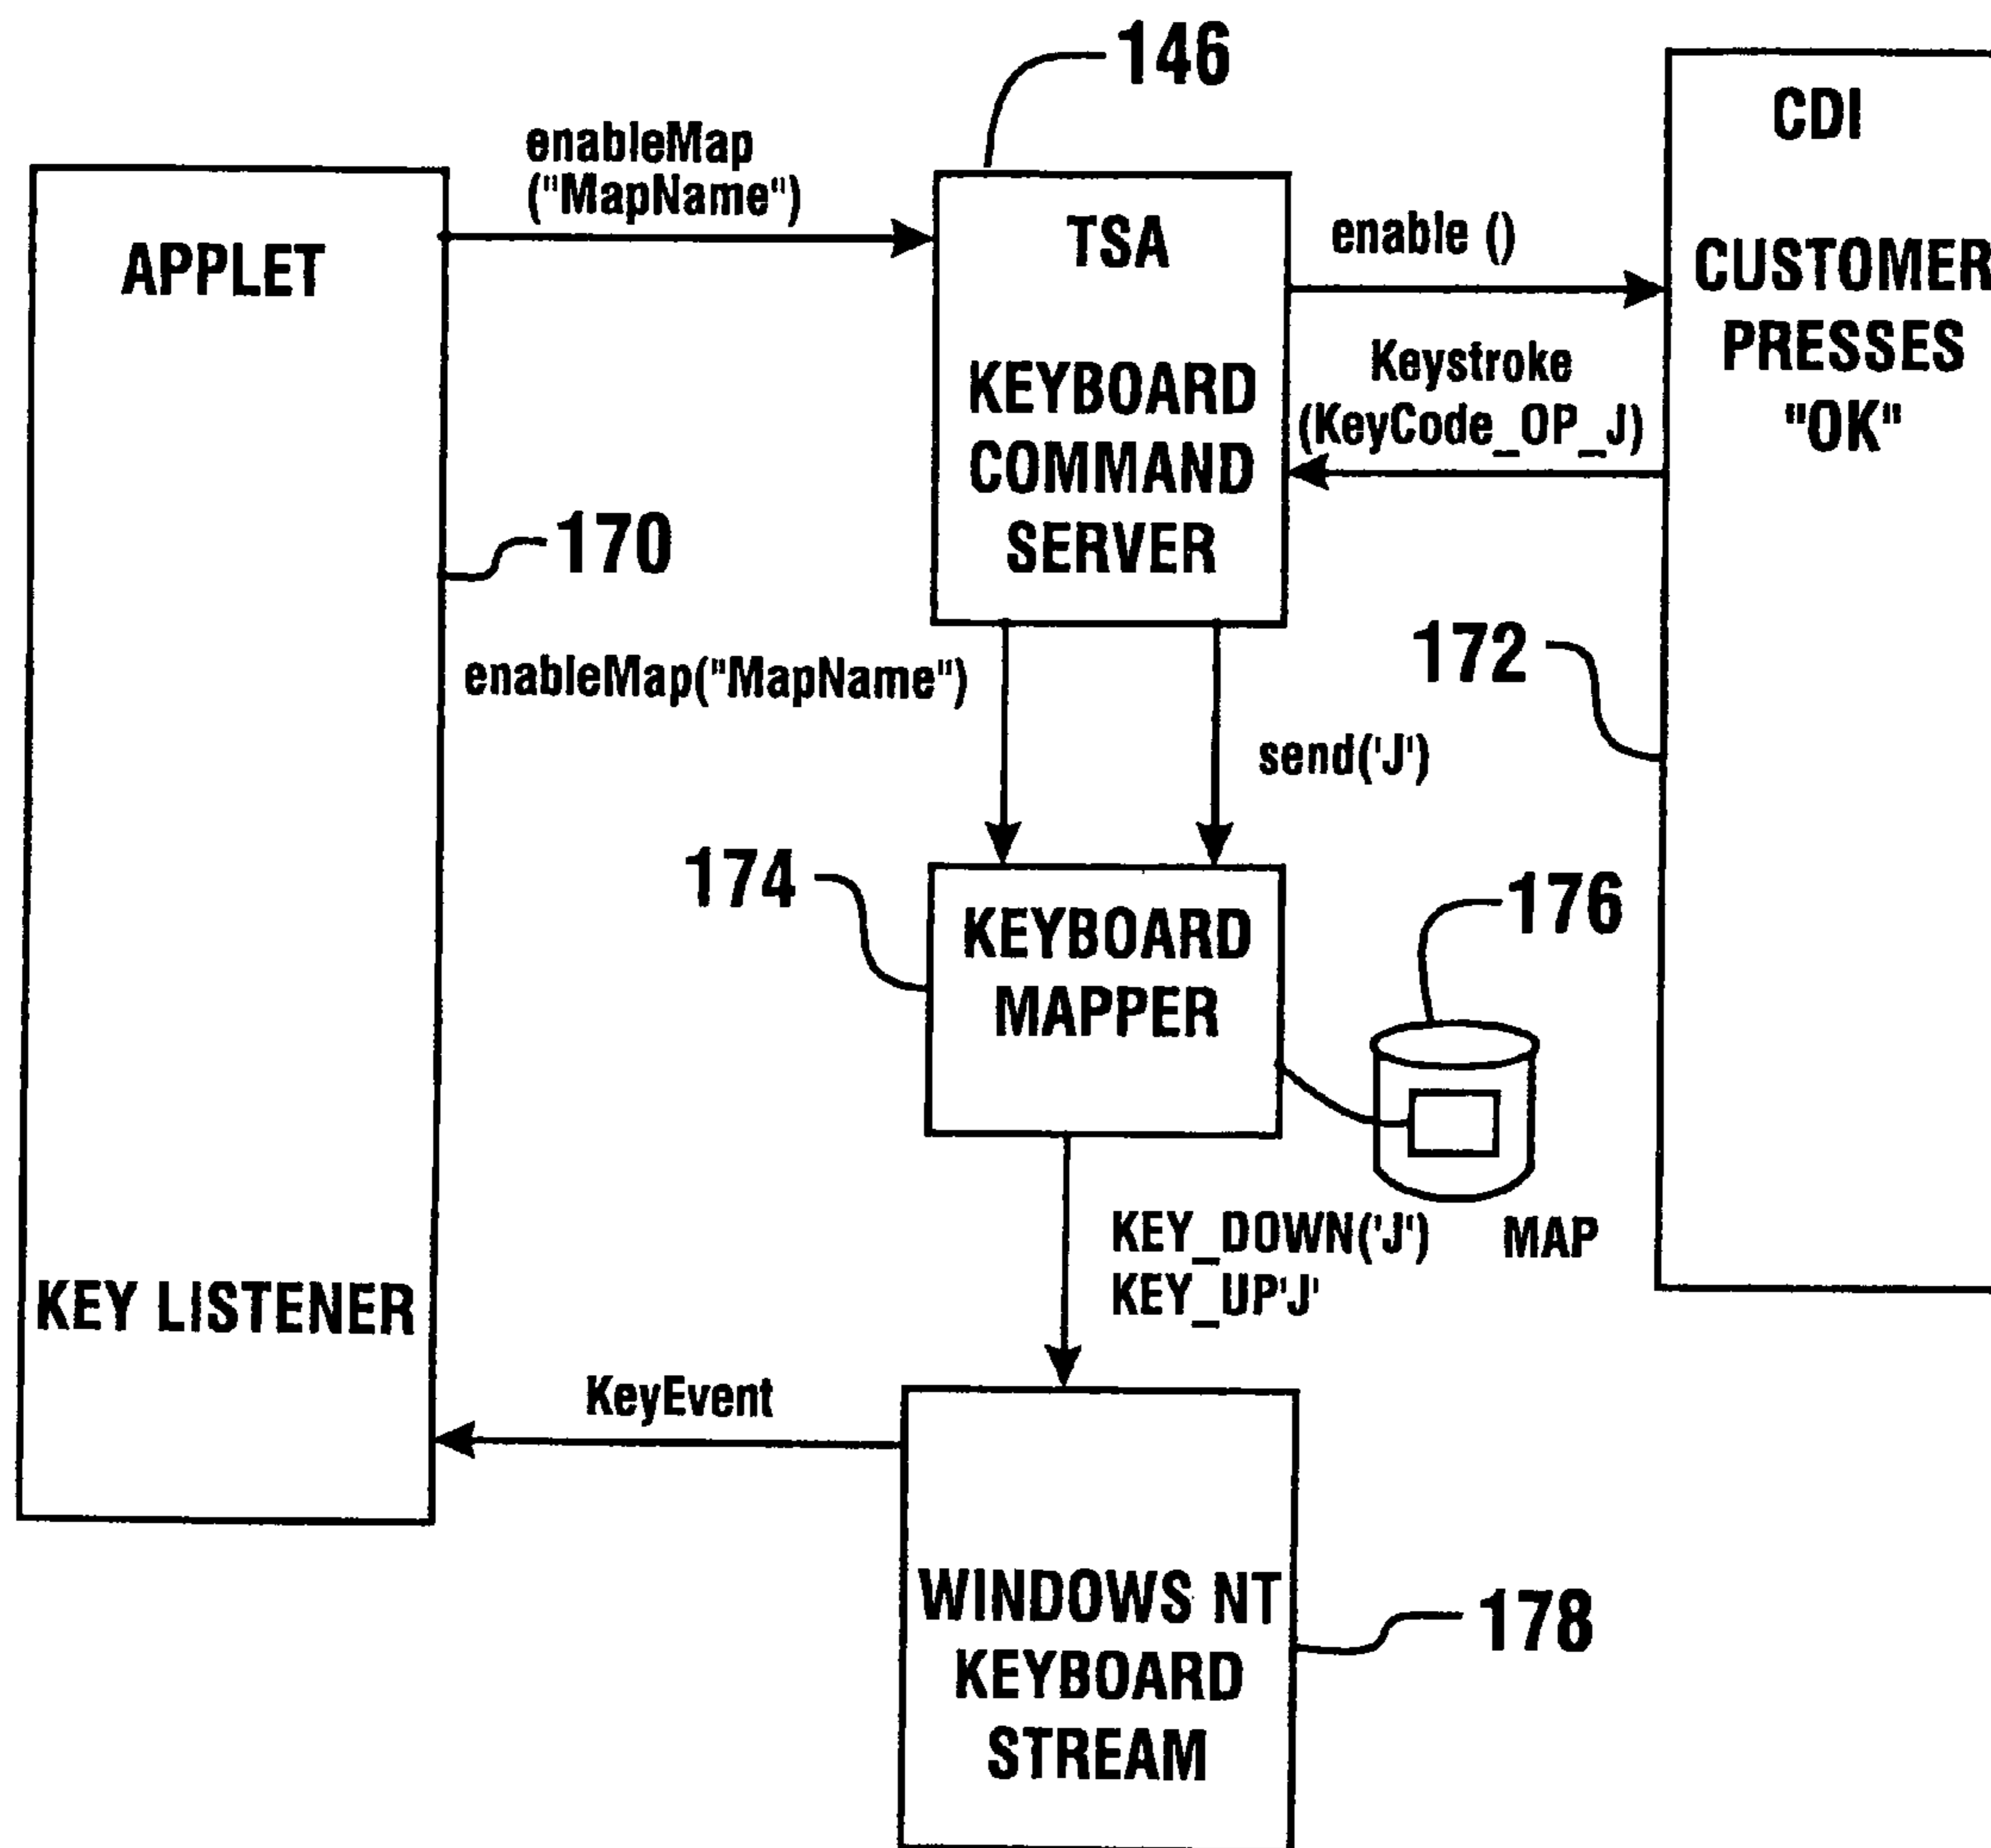 146
CDI
enableMap
("MapName")
APPLET
TSA
enable ()
CUSTOMER
PRESSES
"OK"
Keystroke
(KeyCode_OP_J)
KEYBOARD
COMMAND
SERVER
170
172
enableMap("MapName")
send('J')
174
KEYBOARD
MAPPER
176
KEY_DOWN('J')
KEY_UP'J'
MAP
KEY LISTENER
KeyEvent
WINDOWS NT
KEYBOARD
STREAM
178